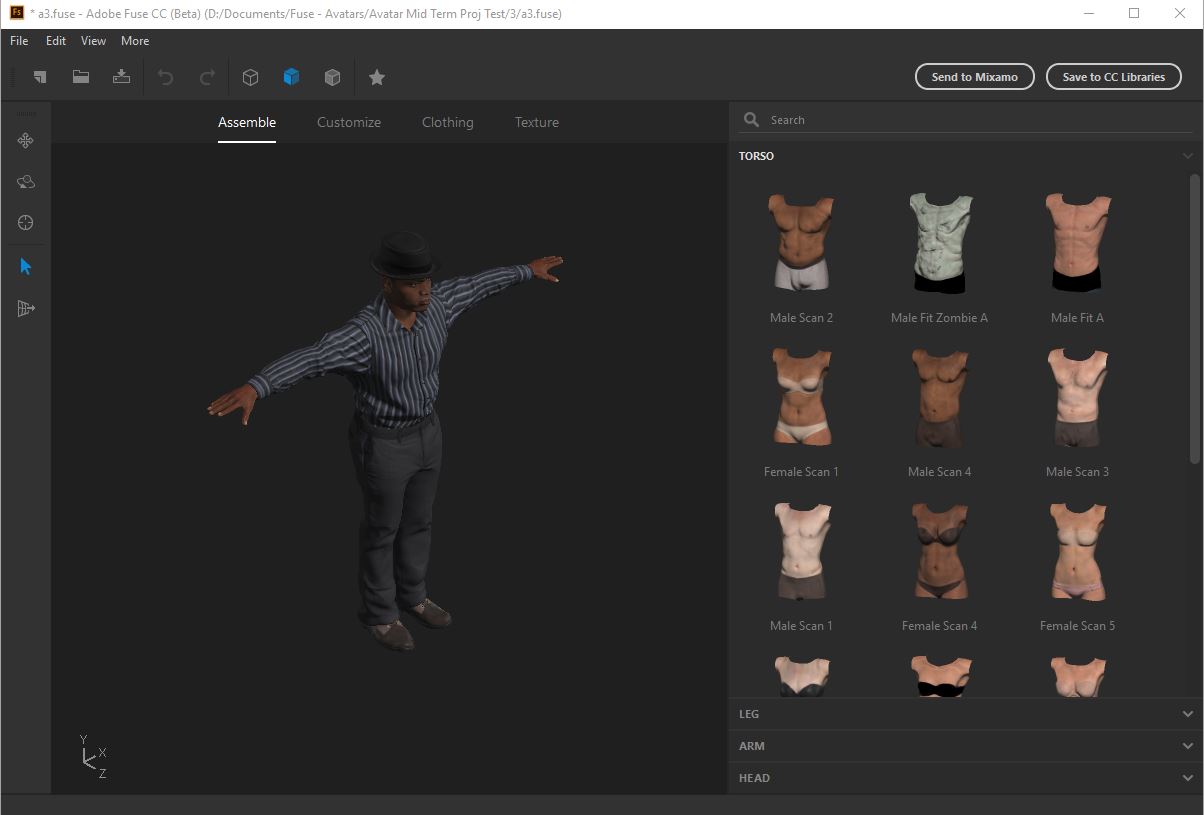 Fs * a3.fuse - Adobe Fuse CC (Beta) (D:/Documents/Fuse - Avatars/Avatar Mid Term Proj Test/3/a3.fuse)
File Edit View More
Send to Mixamo Save to CC Libraries
Assemble Customize Clothing Texture
Search
TORSO
Male Scan 2 Male Fit Zombie A Male Fit A
Female Scan 1 Male Scan 4 Male Scan 3
Male Scan 1 Female Scan 4 Female Scan 5
LEG
ARM
HEAD
Y
X
Z